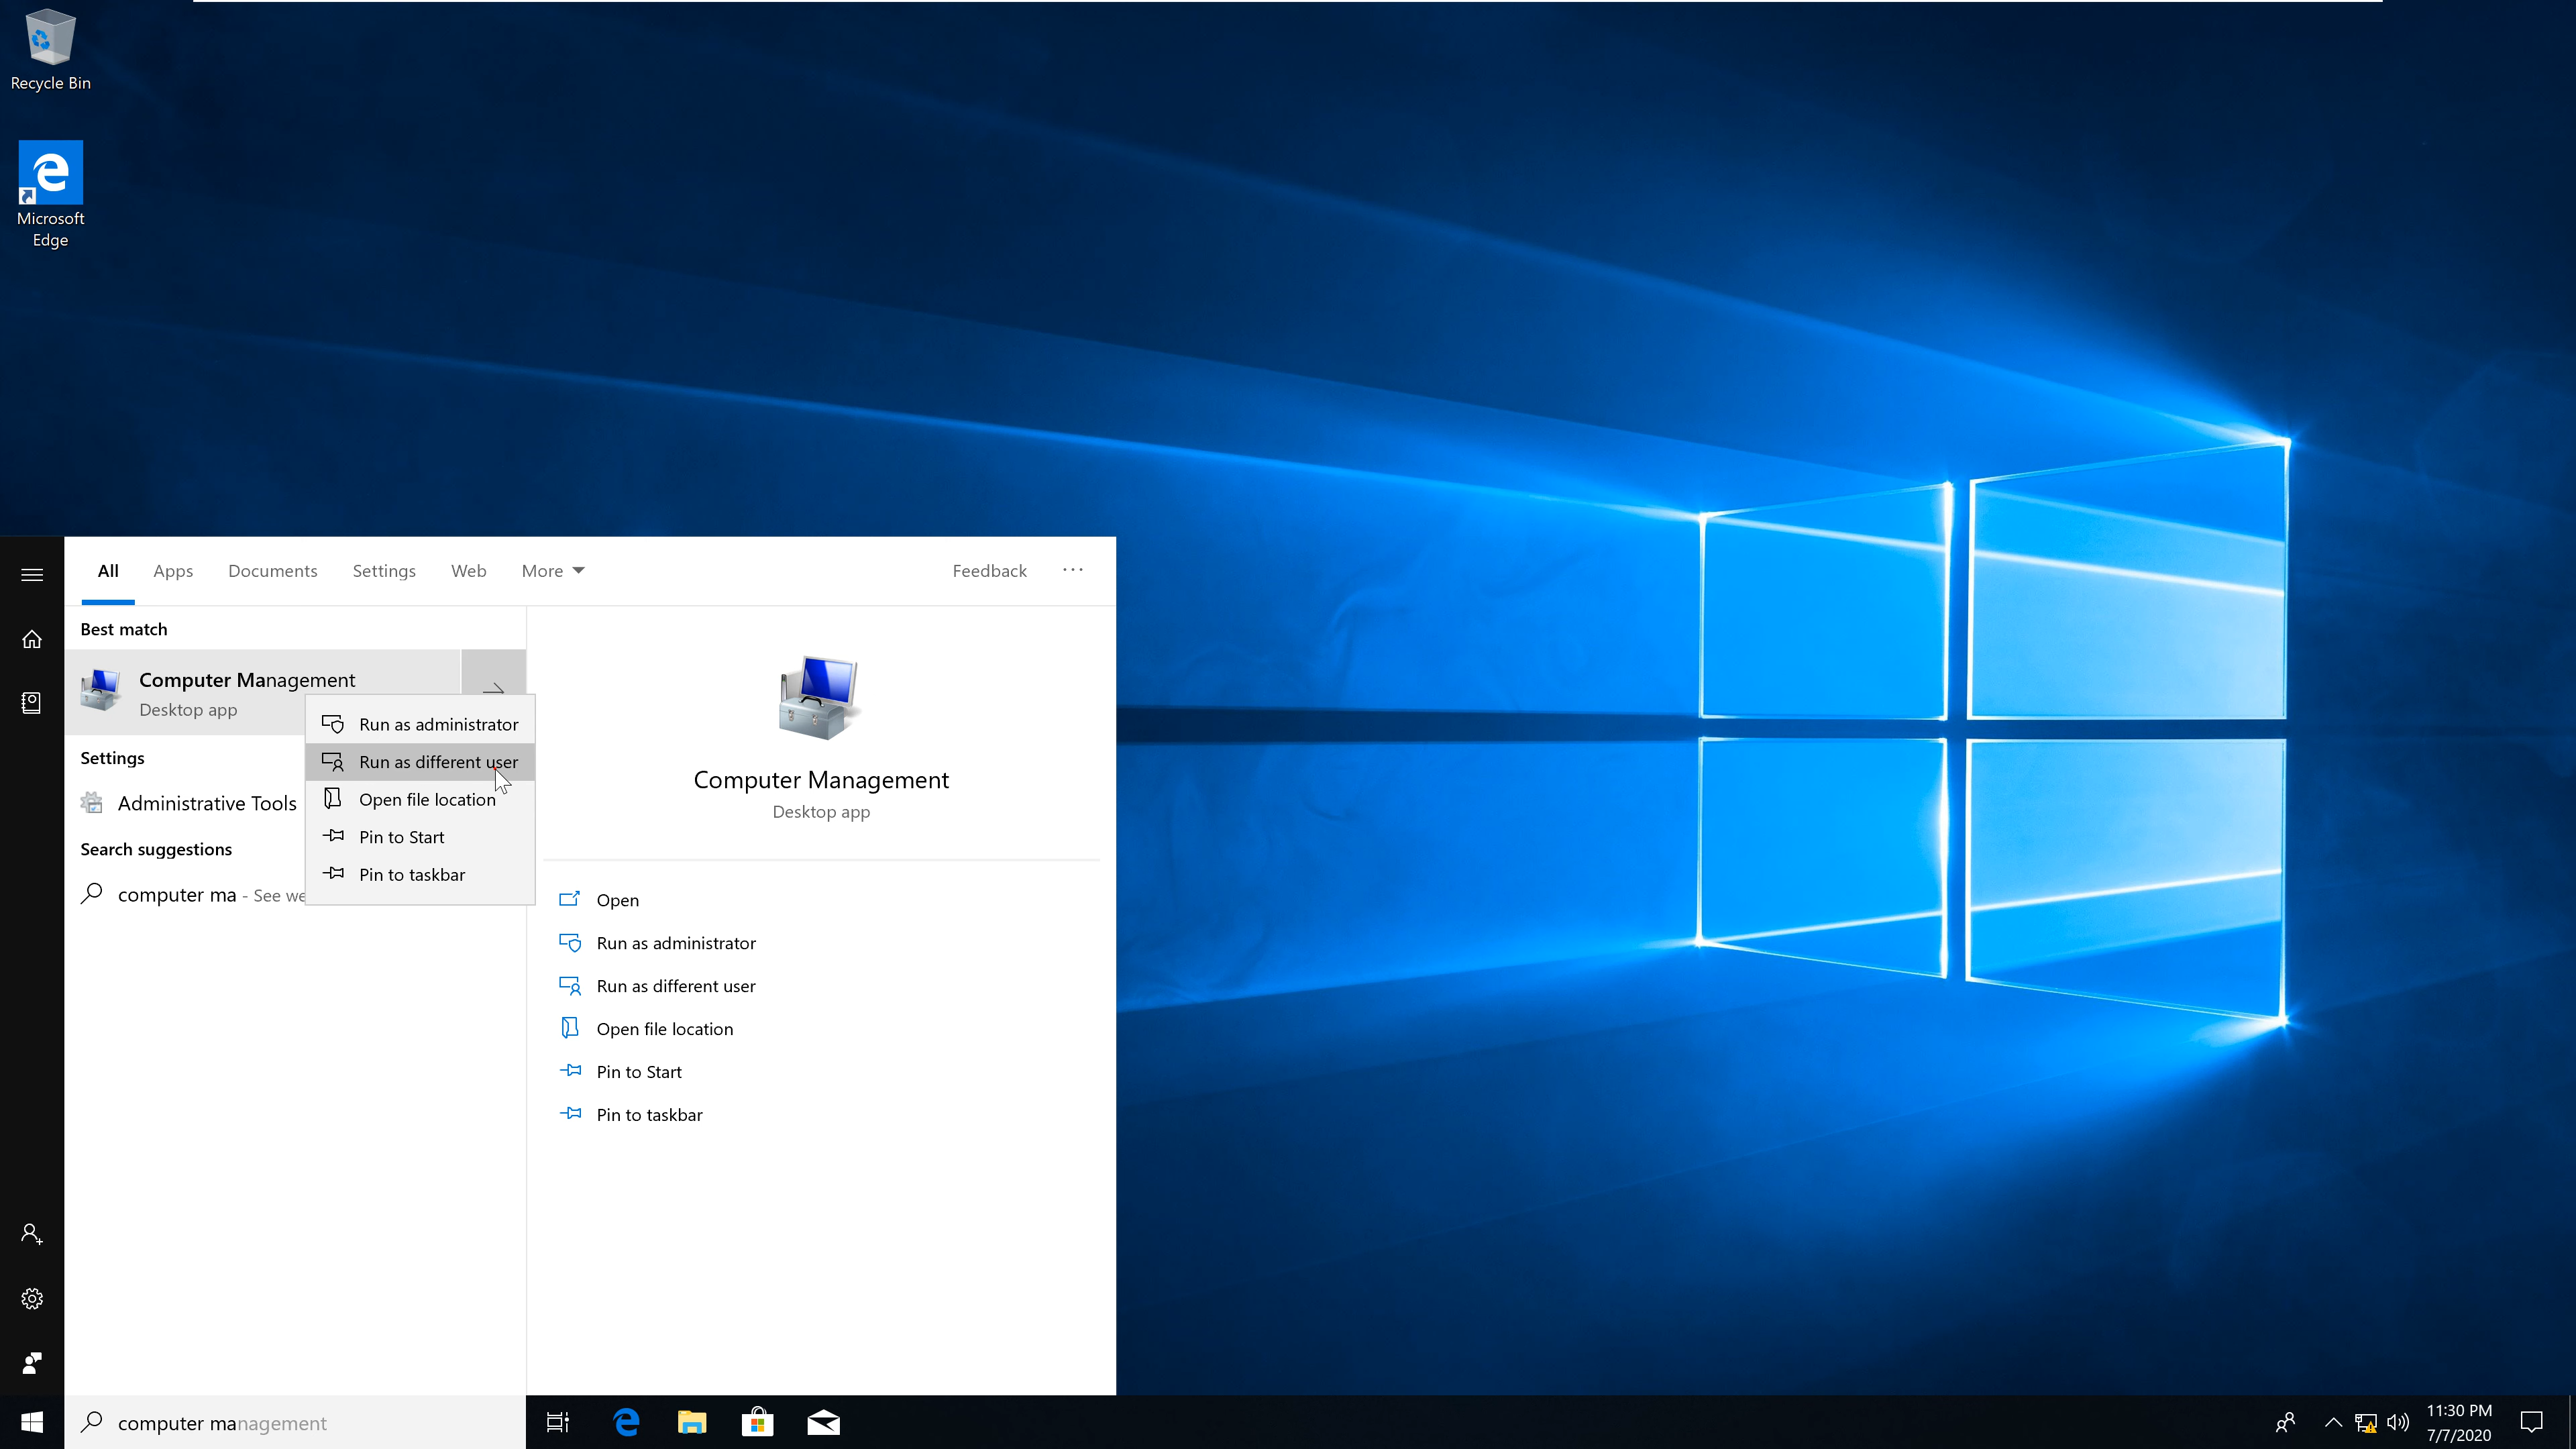 Recycle Bin
Microsoft
Edge
All Apps Documents Settings Web More Feedback ...
Best match
Computer Management
Desktop app
Run as administrator
Run as different user
Open file location
Pin to Start
Pin to taskbar
Settings
Administrative Tools
Search suggestions
computer ma - See we
Computer Management
Desktop app
Open
Run as administrator
Run as different user
Open file location
Pin to Start
Pin to taskbar
computer management
11:30 PM
7/7/2020